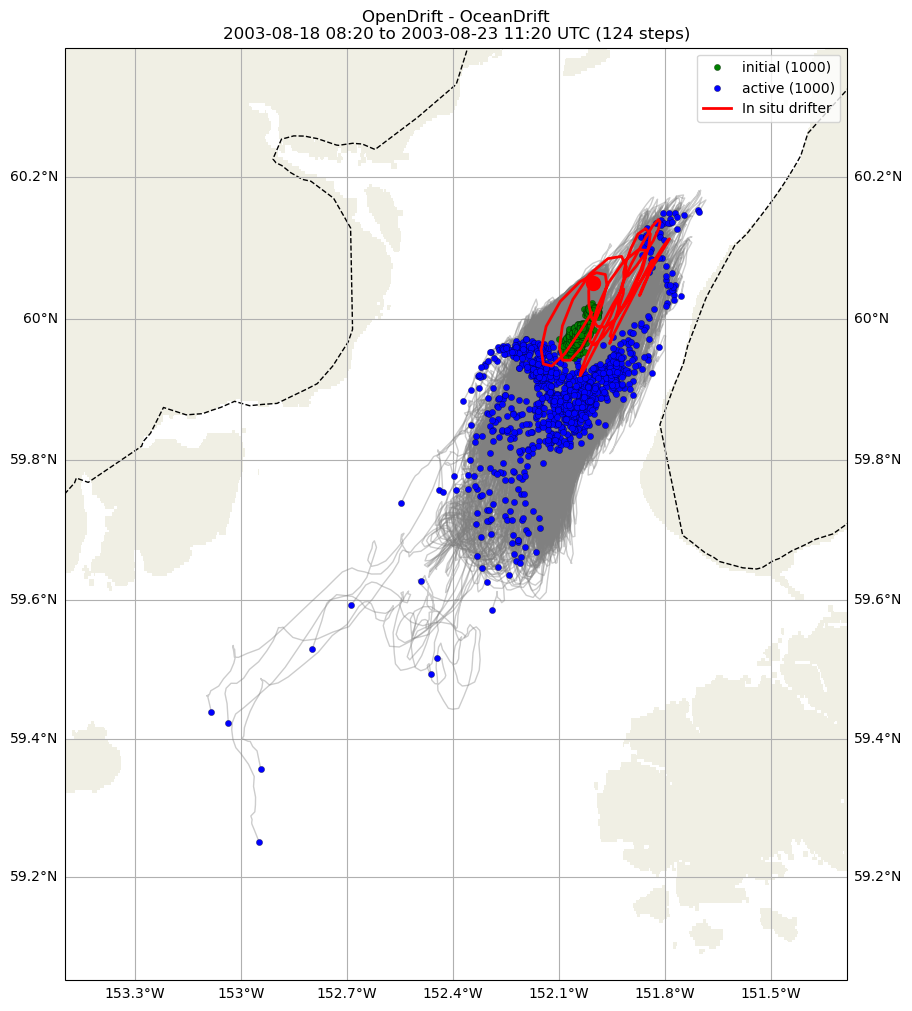 OpenDrift - OceanDrift
2003-08-18 08:20 to 2003-08-23 11:20 UTC (124 steps)
initial (1000)
active (1000)
In situ drifter
60.2°N
60.2°N
60°N
60°N
59.8°N
59.8°N
59.6°N
59.6°N
59.4°N
59.4°N
59.2°N
59.2°N
153.3°W
153°W
152.7°W
152.4°W
152.1°W
151.8°W
151.5°W